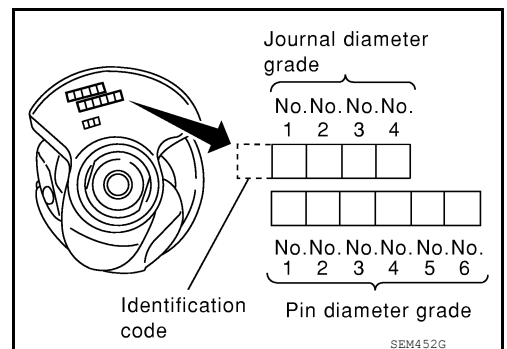 Journal diameter
grade
No. No. No. No.
1 2 3 4
No. No. No. No. No. No.
1 2 3 4 5 6
Identification
code
Pin diameter grade
SEM452G